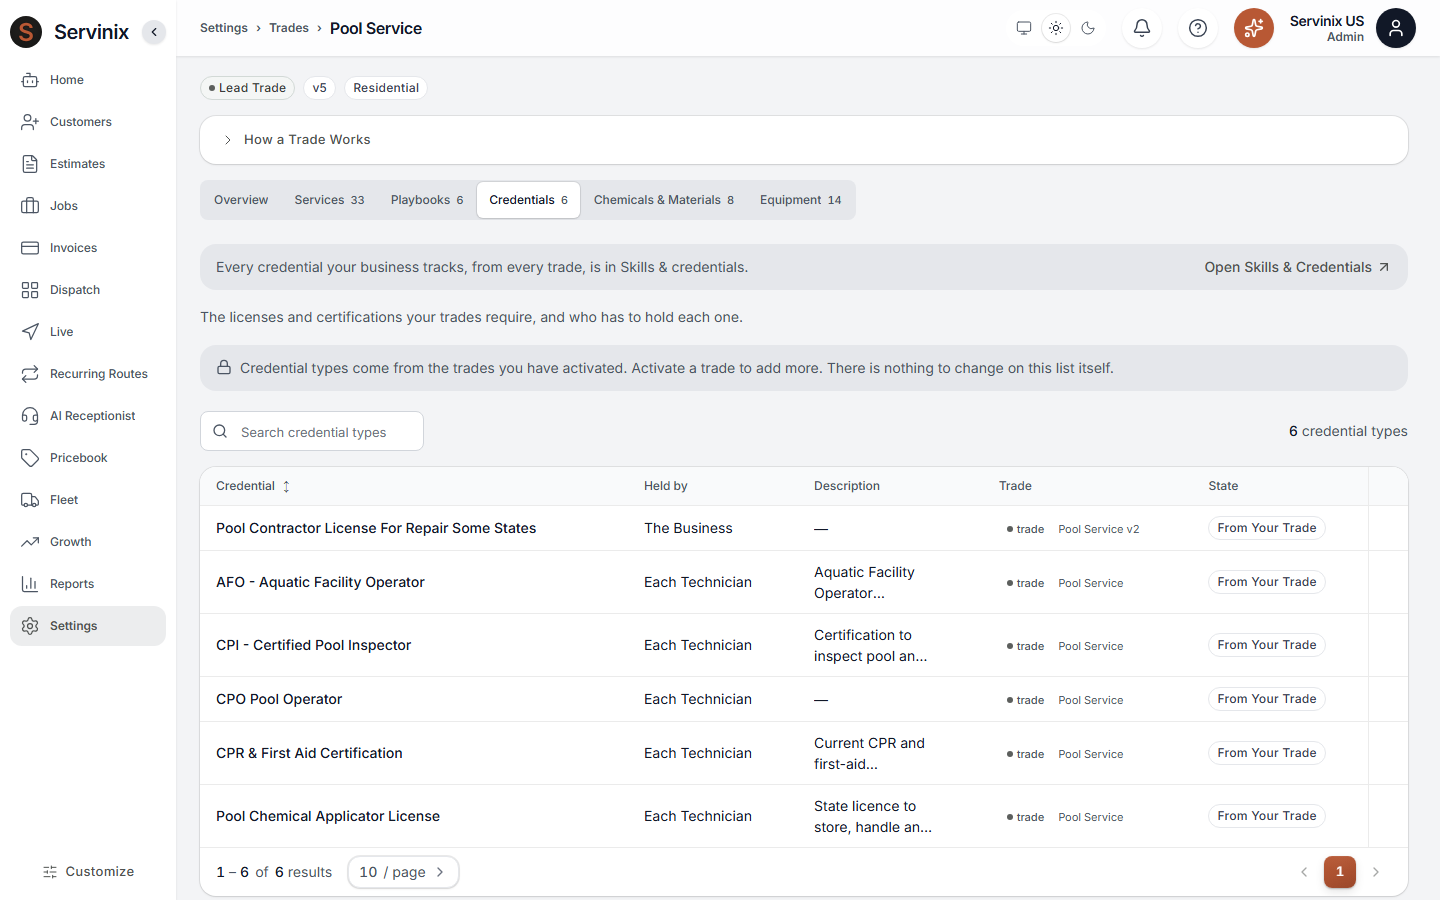 S Servinix
Settings › Trades › Pool Service
Servinix US
Admin
Home
Customers
Estimates
Jobs
Invoices
Dispatch
Live
Recurring Routes
AI Receptionist
Pricebook
Fleet
Growth
Reports
Settings
Customize
Lead Trade v5 Residential
How a Trade Works
Overview Services 33 Playbooks 6 Credentials 6 Chemicals & Materials 8 Equipment 14
Every credential your business tracks, from every trade, is in Skills & credentials. Open Skills & Credentials
The licenses and certifications your trades require, and who has to hold each one.
Credential types come from the trades you have activated. Activate a trade to add more. There is nothing to change on this list itself.
Search credential types 6 credential types
Credential Held by Description Trade State
Pool Contractor License For Repair Some States The Business — trade Pool Service v2 From Your Trade
AFO - Aquatic Facility Operator Each Technician Aquatic Facility trade Pool Service From Your Trade
Operator...
CPI - Certified Pool Inspector Each Technician Certification to trade Pool Service From Your Trade
inspect pool an...
CPO Pool Operator Each Technician — trade Pool Service From Your Trade
CPR & First Aid Certification Each Technician Current CPR and trade Pool Service From Your Trade
first-aid...
Pool Chemical Applicator License Each Technician State licence to trade Pool Service From Your Trade
store, handle an...
1 – 6 of 6 results 10 / page 1